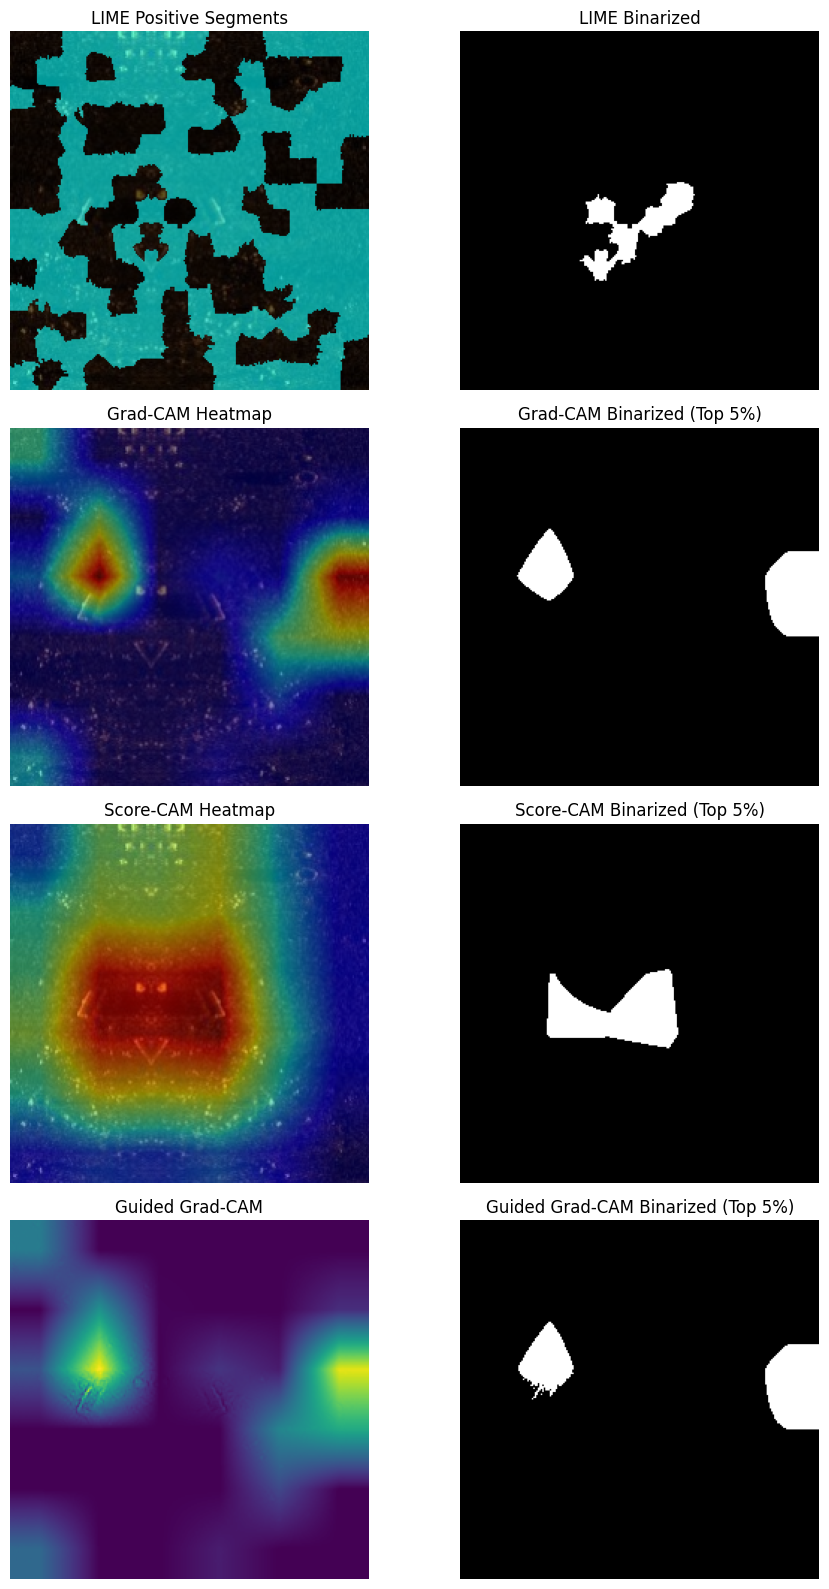 LIME Positive Segments
LIME Binarized
Grad-CAM Heatmap
Grad-CAM Binarized (Top 5%)
Score-CAM Heatmap
Score-CAM Binarized (Top 5%)
Guided Grad-CAM
Guided Grad-CAM Binarized (Top 5%)